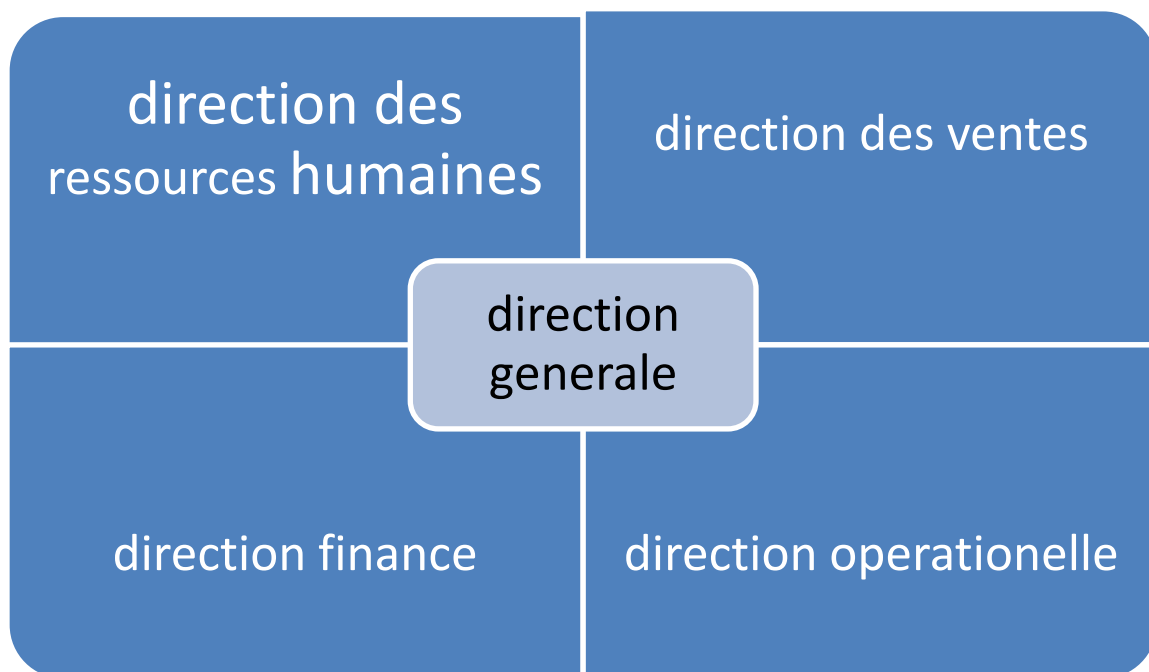 direction des
ressources humaines
direction des ventes
direction
generale
direction finance
direction operationelle